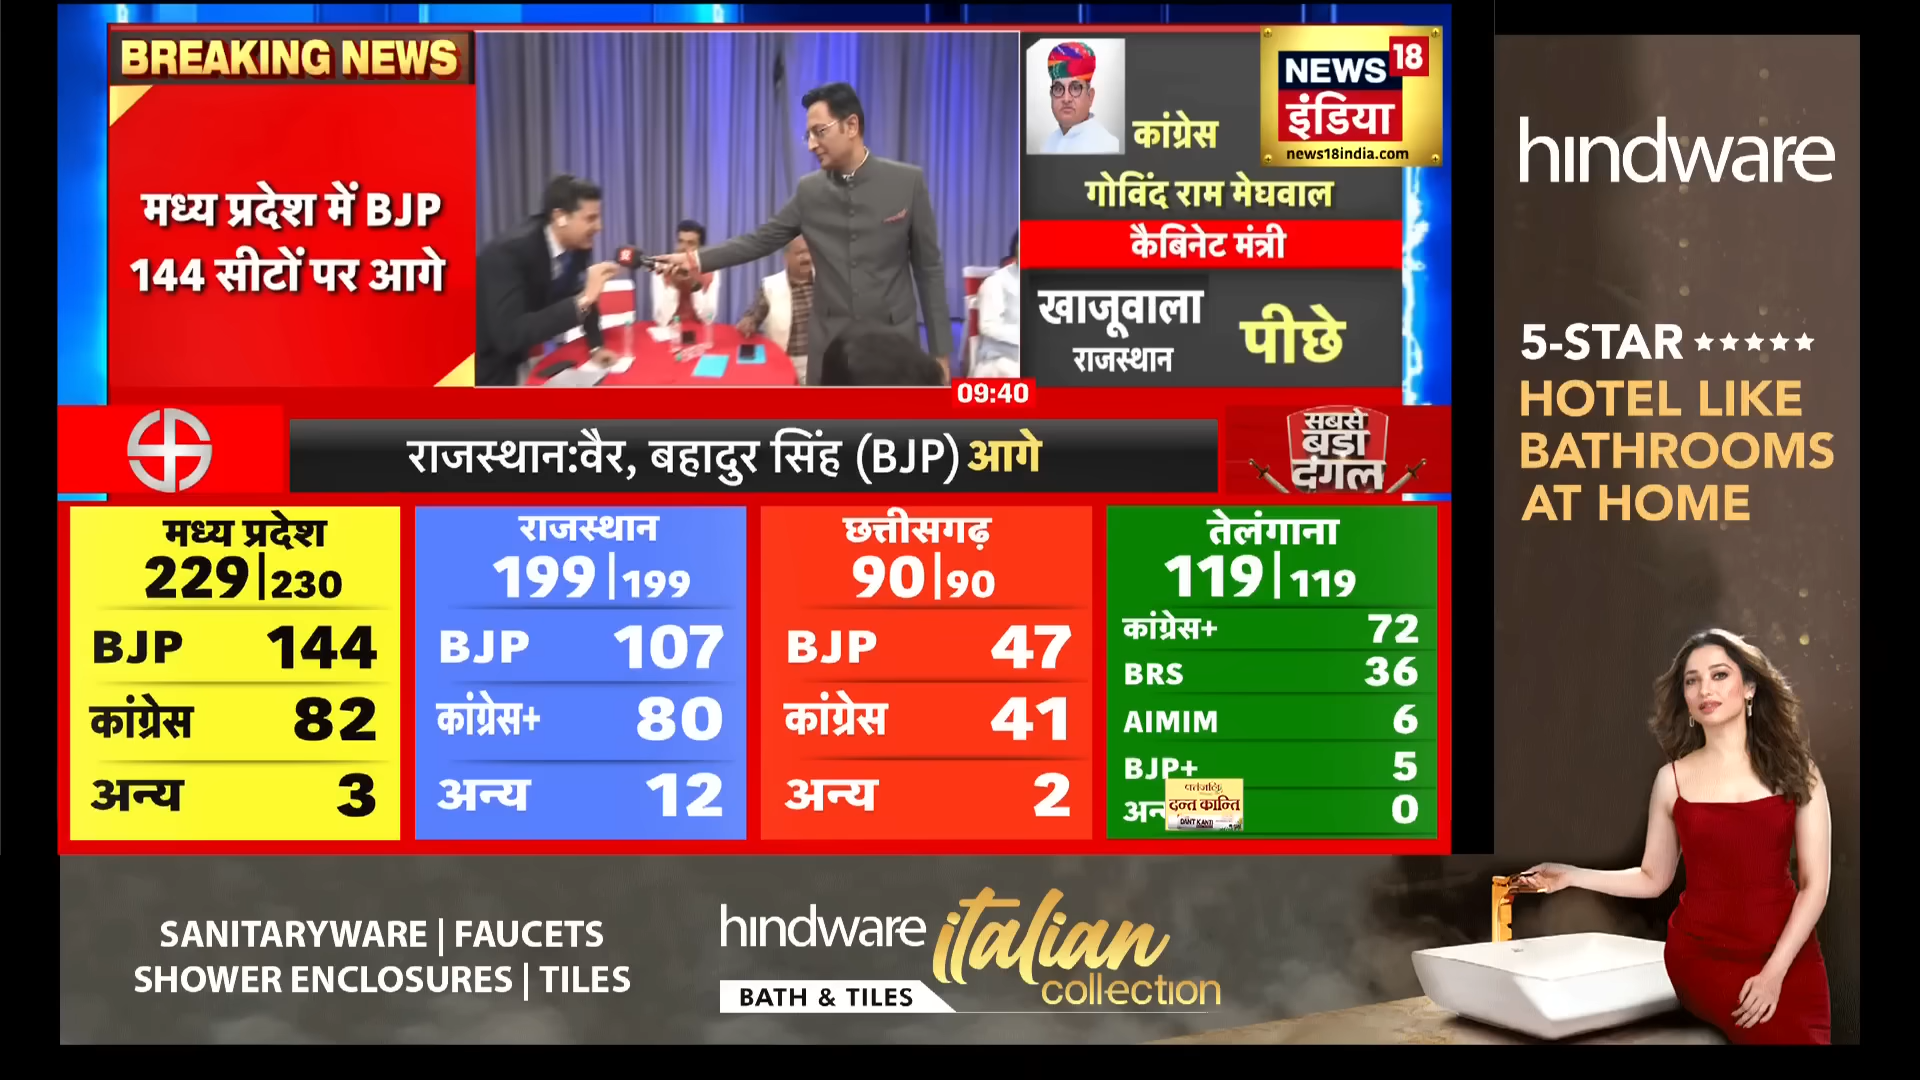 BREAKING NEWS
मध्य प्रदेश में BJP
144 सीटों पर आगे
कांग्रेस
गोविंद राम मेघवाल
कैबिनेट मंत्री
खाजूवाला
राजस्थान
पीछे
NEWS 18
इंडिया
news18india.com
09:40
राजस्थान:वैर, बहादुर सिंह (BJP) आगे
सबसे
बड़ा
दंगल
मध्य प्रदेश
229|230
BJP 144
कांग्रेस 82
अन्य 3
राजस्थान
199|199
BJP 107
कांग्रेस+ 80
अन्य 12
छत्तीसगढ़
90|90
BJP 47
कांग्रेस 41
अन्य 2
तेलंगाना
119|119
कांग्रेस+ 72
BRS 36
AIMIM 6
BJP+ 5
0
दन्त कान्ति
DANT KANTI
hindware
5-STAR ★★★★★
HOTEL LIKE
BATHROOMS
AT HOME
SANITARYWARE | FAUCETS
SHOWER ENCLOSURES | TILES
hindware
BATH & TILES
italian
collection